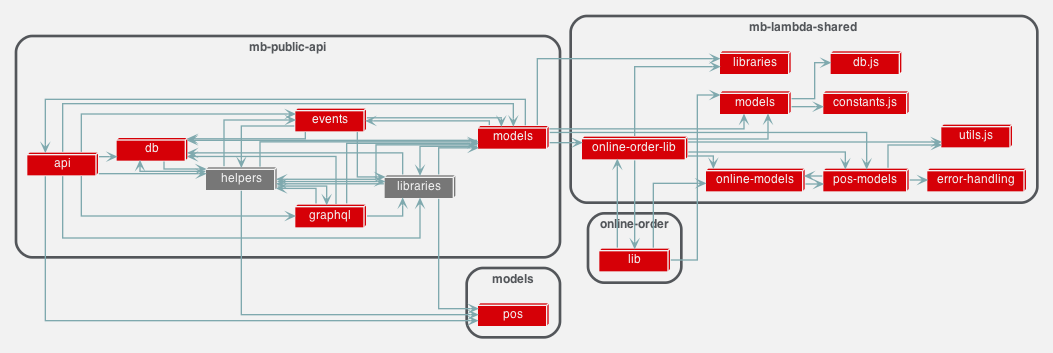 mb-public-api
events
models
db
api
helpers
libraries
graphql
mb-lambda-shared
libraries
db.js
models
constants.js
utils.js
online-order-lib
online-models
pos-models
error-handling
online-order
lib
models
pos